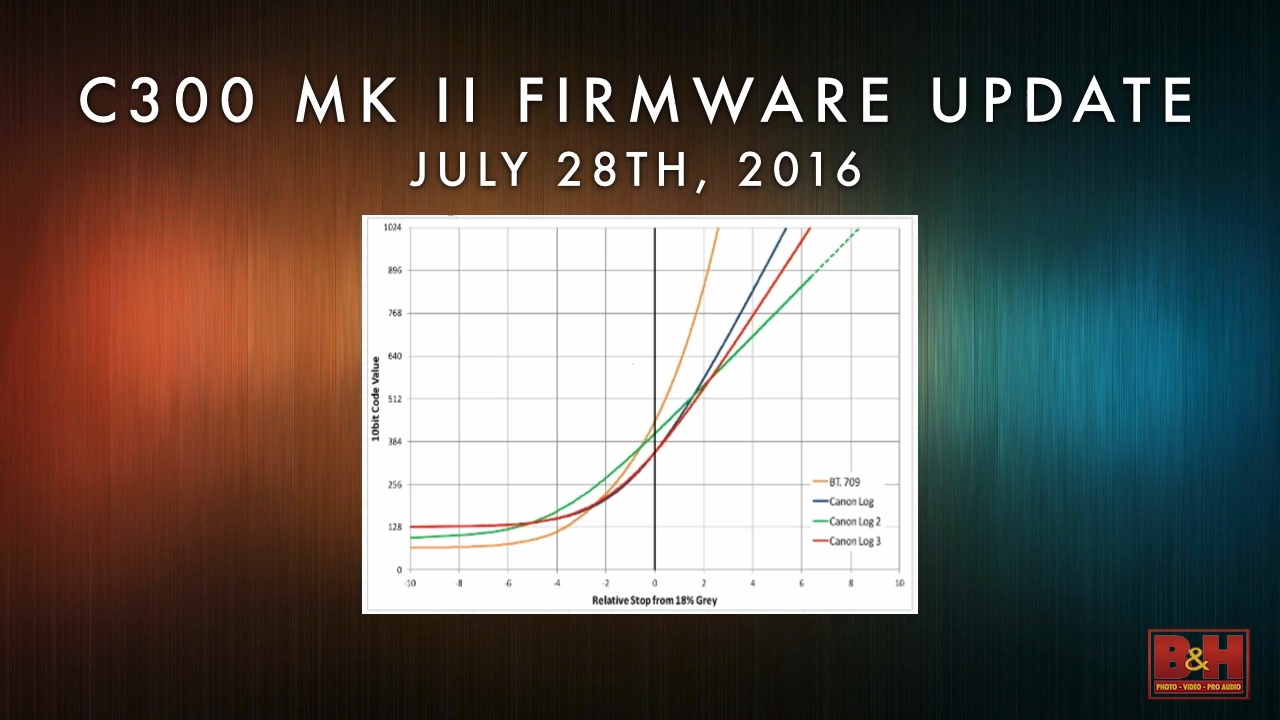 C300 MK II FIRMWARE UPDATE
JULY 28TH, 2016
1024
896
768
640
512
384
256
128
0
10bit Code Value
-10 -8 -6 -4 -2 0 2 4 6 8 10
Relative Stop from 18% Grey
BT. 709
Canon Log
Canon Log 2
Canon Log 3
B&H
PHOTO - VIDEO - PRO AUDIO